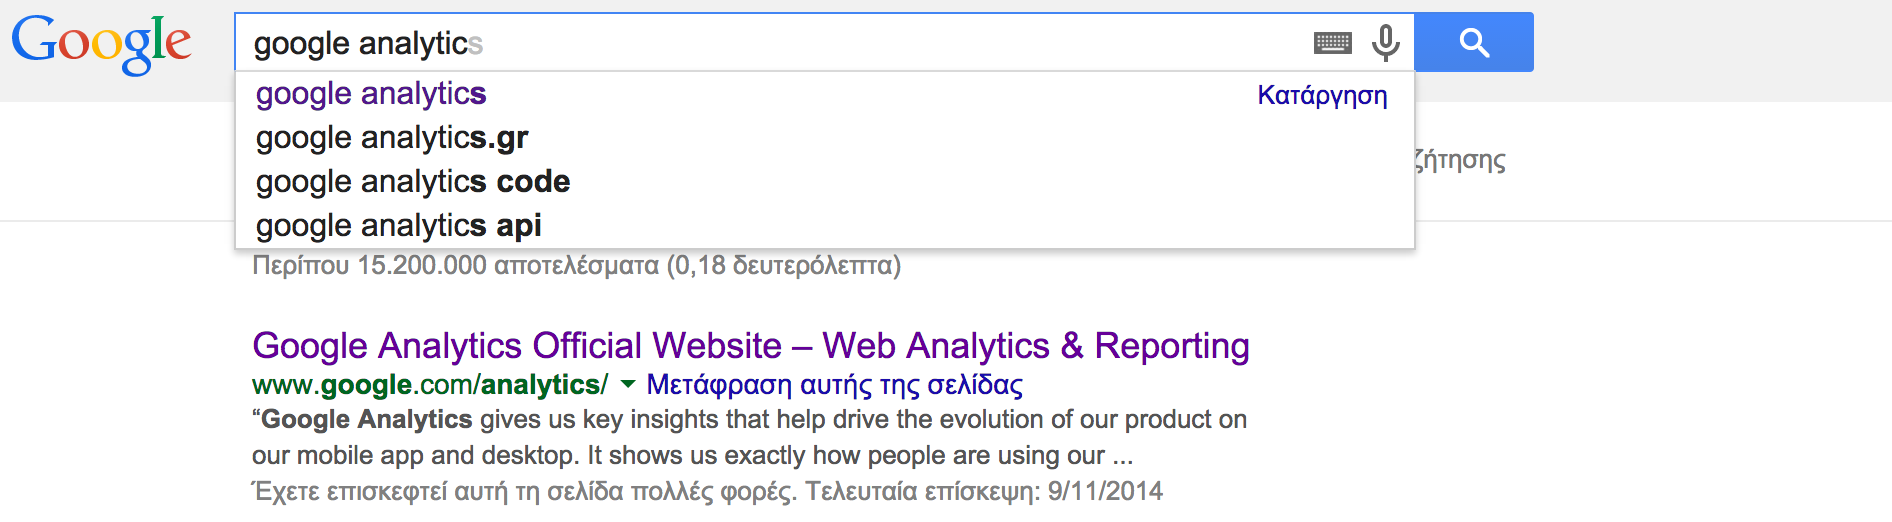 Google
google analytics
google analytics Κατάργηση
google analytics.gr
google analytics code
ζήτησης
google analytics api
Περίπου 15.200.000 αποτελέσματα (0,18 δευτερόλεπτα)
Google Analytics Official Website – Web Analytics & Reporting
www.google.com/analytics/ Μετάφραση αυτής της σελίδας
“Google Analytics gives us key insights that help drive the evolution of our product on
our mobile app and desktop. It shows us exactly how people are using our ...
Έχετε επισκεφτεί αυτή τη σελίδα πολλές φορές. Τελευταία επίσκεψη: 9/11/2014